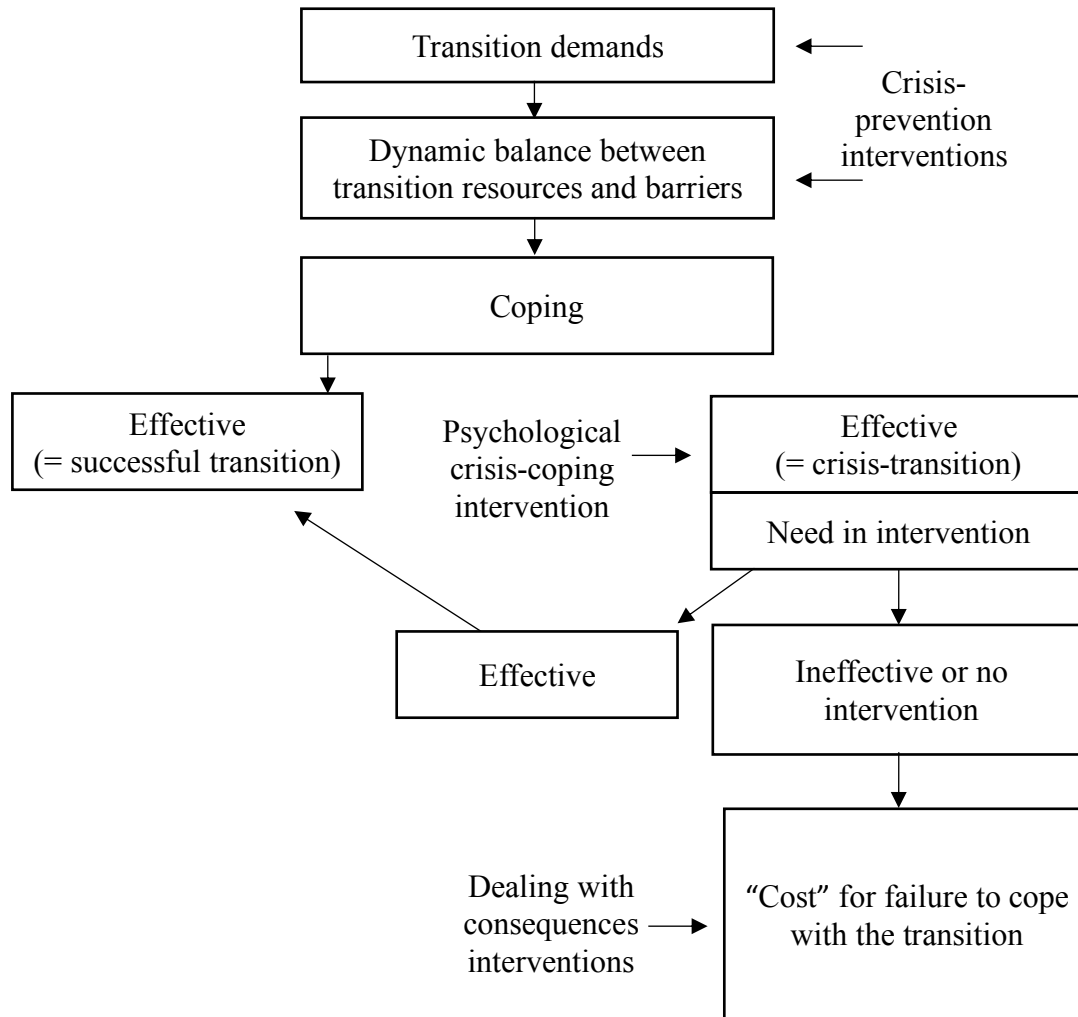 Transition demands
Crisis-
prevention
interventions
Dynamic balance between
transition resources and barriers
Coping
Effective
(= successful transition)
Psychological
crisis-coping
intervention
Effective
(= crisis-transition)
Need in intervention
Effective
Ineffective or no
intervention
Dealing with
consequences
interventions
“Cost” for failure to cope
with the transition